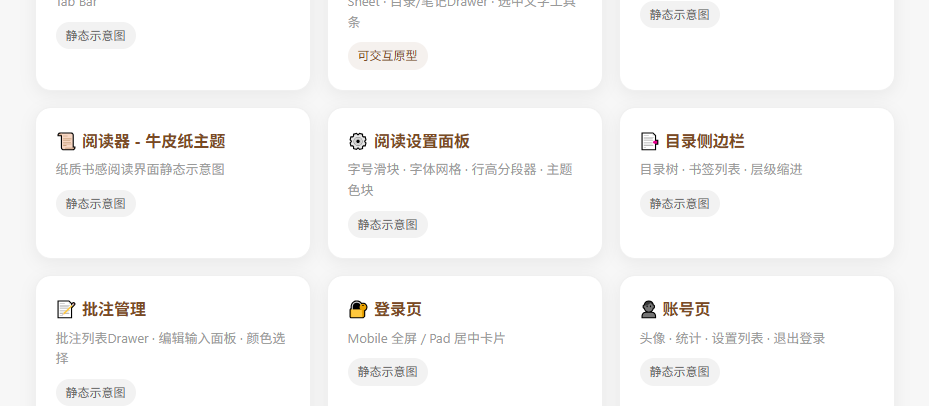 Tab Bar
静态示意图
Sheet · 目录/笔记Drawer · 选中文字工具
条
可交互原型
静态示意图
阅读器 - 牛皮纸主题
纸质书感阅读界面静态示意图
静态示意图
阅读设置面板
字号滑块 · 字体网格 · 行高分段器 · 主题
色块
静态示意图
目录侧边栏
目录树 · 书签列表 · 层级缩进
静态示意图
批注管理
批注列表Drawer · 编辑输入面板 · 颜色选
择
静态示意图
登录页
Mobile 全屏 / Pad 居中卡片
静态示意图
账号页
头像 · 统计 · 设置列表 · 退出登录
静态示意图